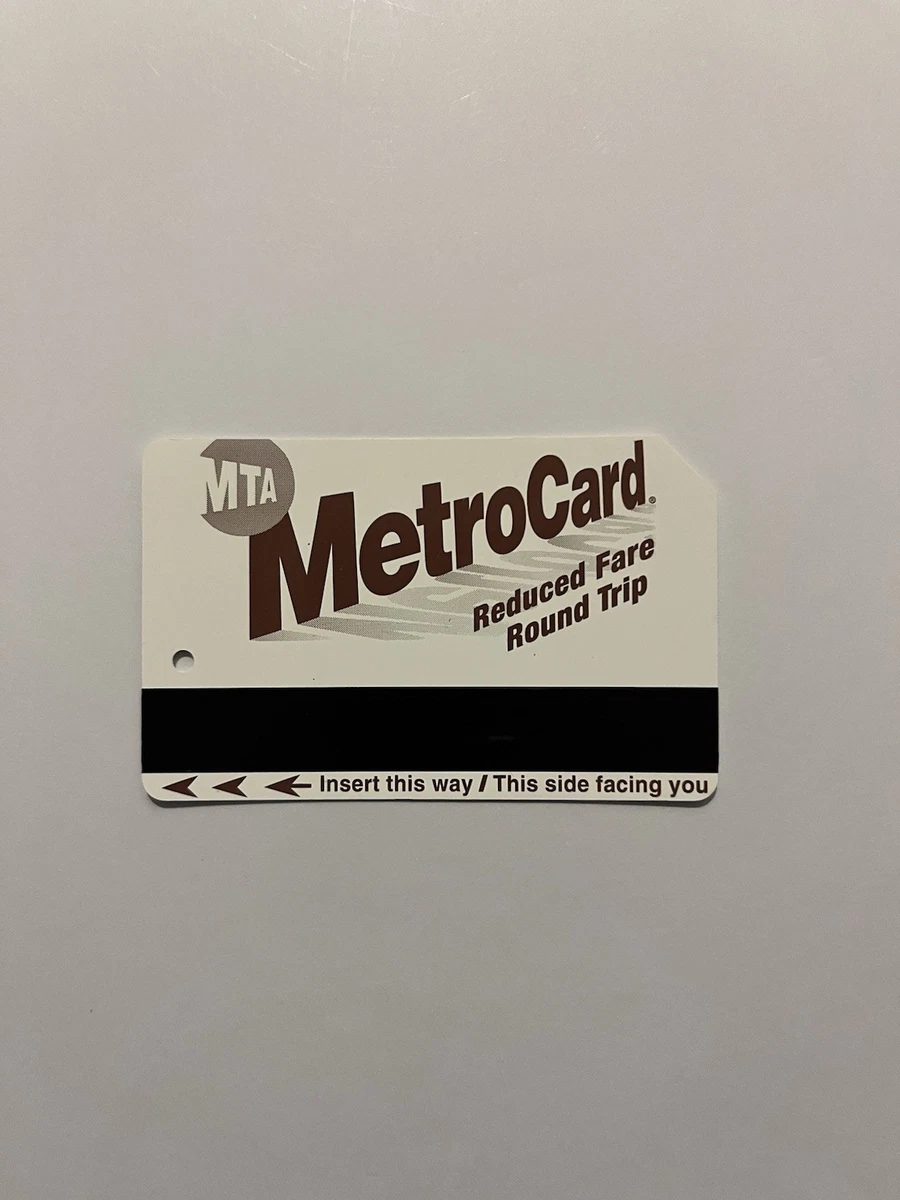 MTA
MetroCard®
Reduced Fare
Round Trip
Insert this way / This side facing you